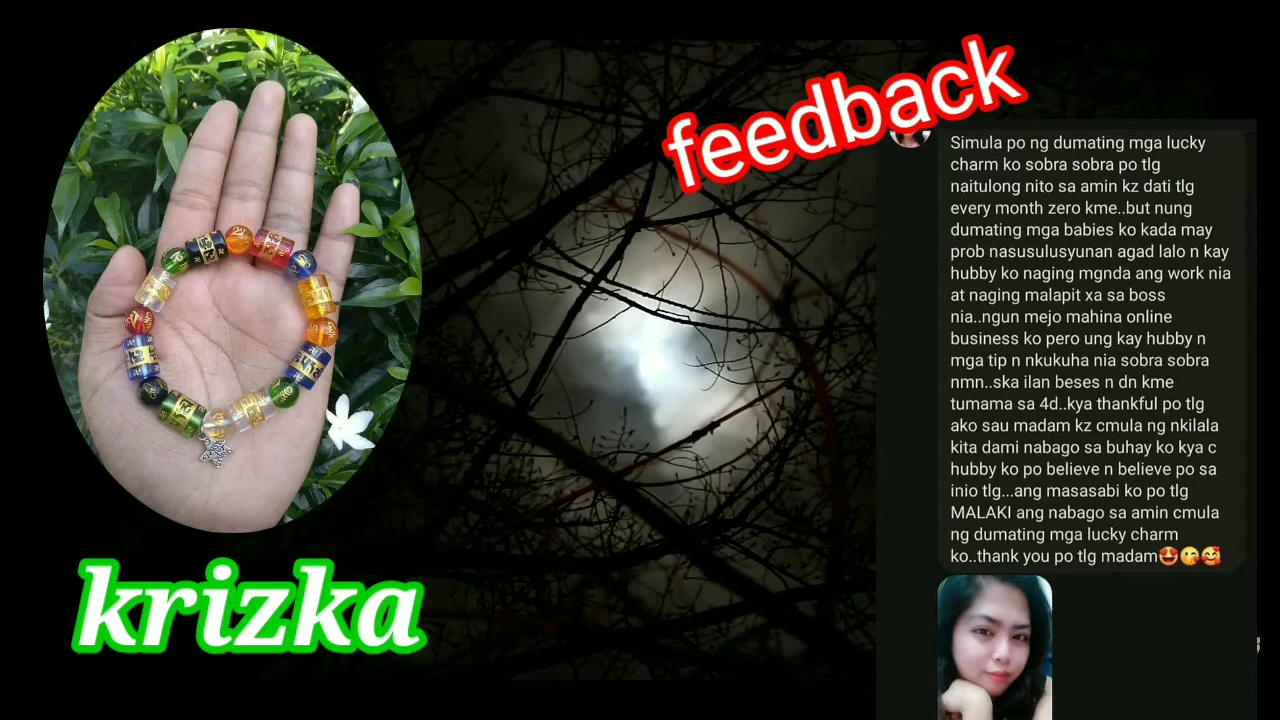 feedback
Simula po ng dumating mga lucky
charm ko sobra sobra po tlg
naitulong nito sa amin kz dati tlg
every month zero kme..but nung
dumating mga babies ko kada may
prob nasusulusyunan agad lalo n kay
hubby ko naging mgnda ang work nia
at naging malapit xa sa boss
nia..ngun mejo mahina online
business ko pero ung kay hubby n
mga tip n nkukuha nia sobra sobra
nmn..ska ilan beses n dn kme
tumama sa 4d..kya thankful po tlg
ako sau madam kz cmula ng nkilala
kita dami nabago sa buhay ko kya c
hubby ko po believe n believe po sa
inio tlg...ang masasabi ko po tlg
MALAKI ang nabago sa amin cmula
ng dumating mga lucky charm
ko..thank you po tlg madam😍😘🥰
krizka